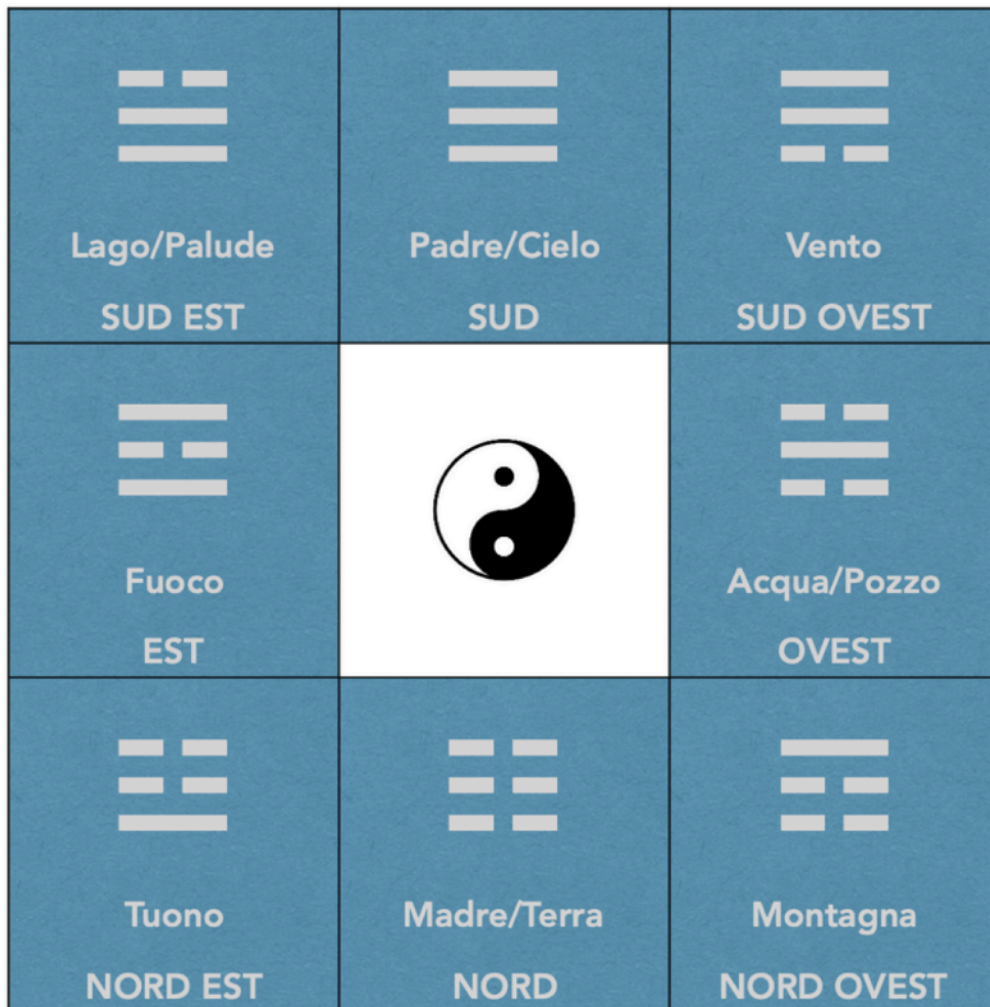 Lago/Palude
SUD EST
Padre/Cielo
SUD
Vento
SUD OVEST
Fuoco
EST
Acqua/Pozzo
OVEST
Tuono
NORD EST
Madre/Terra
NORD
Montagna
NORD OVEST